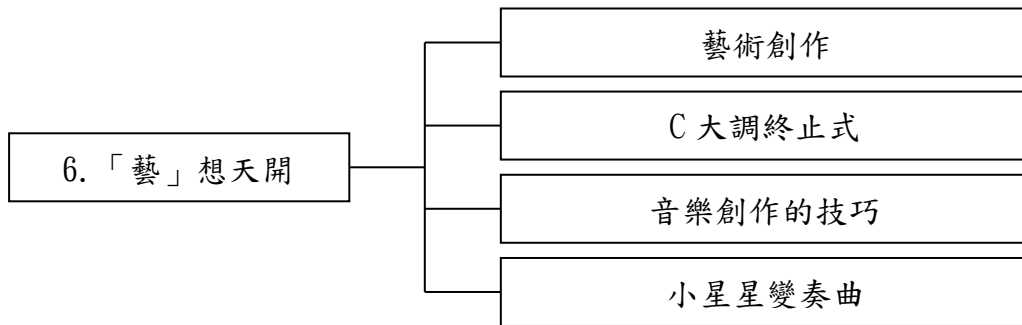 藝術創作
C 大調終止式
6.「藝」想天開
音樂創作的技巧
小星星變奏曲